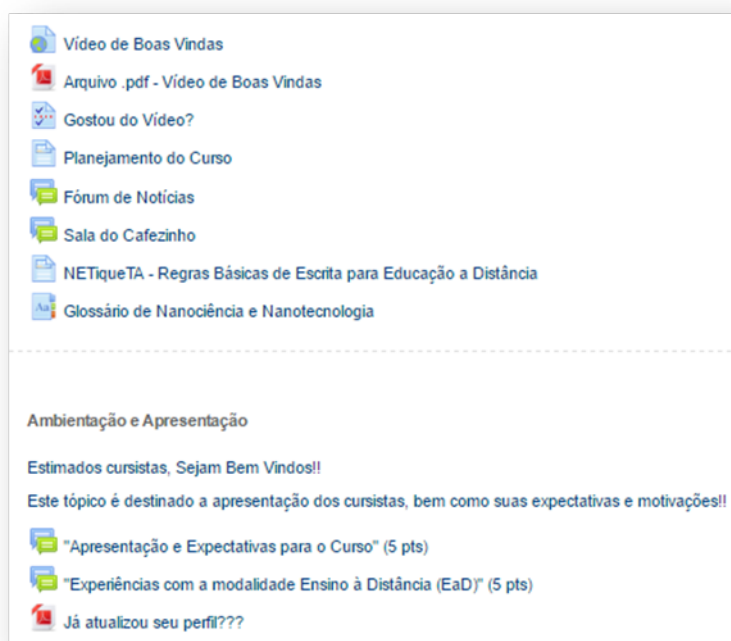 Vídeo de Boas Vindas
Arquivo .pdf - Vídeo de Boas Vindas
Gostou do Vídeo?
Planejamento do Curso
Fórum de Notícias
Sala do Cafezinho
NETiqueTA - Regras Básicas de Escrita para Educação a Distância
Glossário de Nanociência e Nanotecnologia
Ambientação e Apresentação
Estimados cursistas, Sejam Bem Vindos!!
Este tópico é destinado a apresentação dos cursistas, bem como suas expectativas e motivações!!
"Apresentação e Expectativas para o Curso" (5 pts)
"Experiências com a modalidade Ensino à Distância (EaD)" (5 pts)
Já atualizou seu perfil???